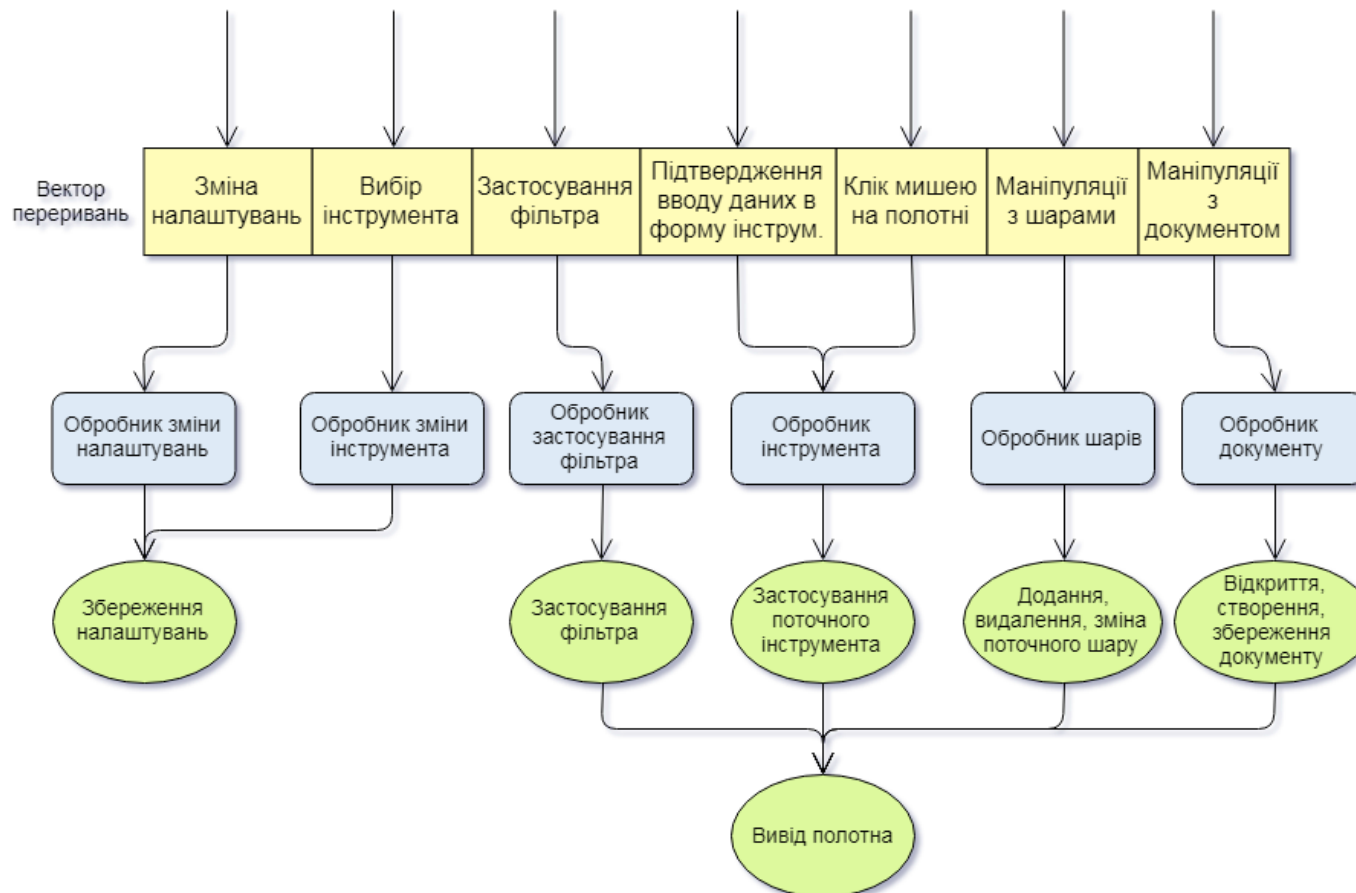 Вектор
переривань
Зміна
налаштувань
Вибір
інструмента
Застосування
фільтра
Підтвердження
вводу даних в
форму інструм.
Клік мишею
на полотні
Маніпуляції
з шарами
Маніпуляції
з
документом
Обробник зміни
налаштувань
Обробник зміни
інструмента
Обробник
застосування
фільтра
Обробник
інструмента
Обробник шарів
Обробник
документу
Збереження
налаштувань
Застосування
фільтра
Застосування
поточного
інструмента
Додання,
видалення, зміна
поточного шару
Відкриття,
створення,
збереження
документу
Вивід полотна